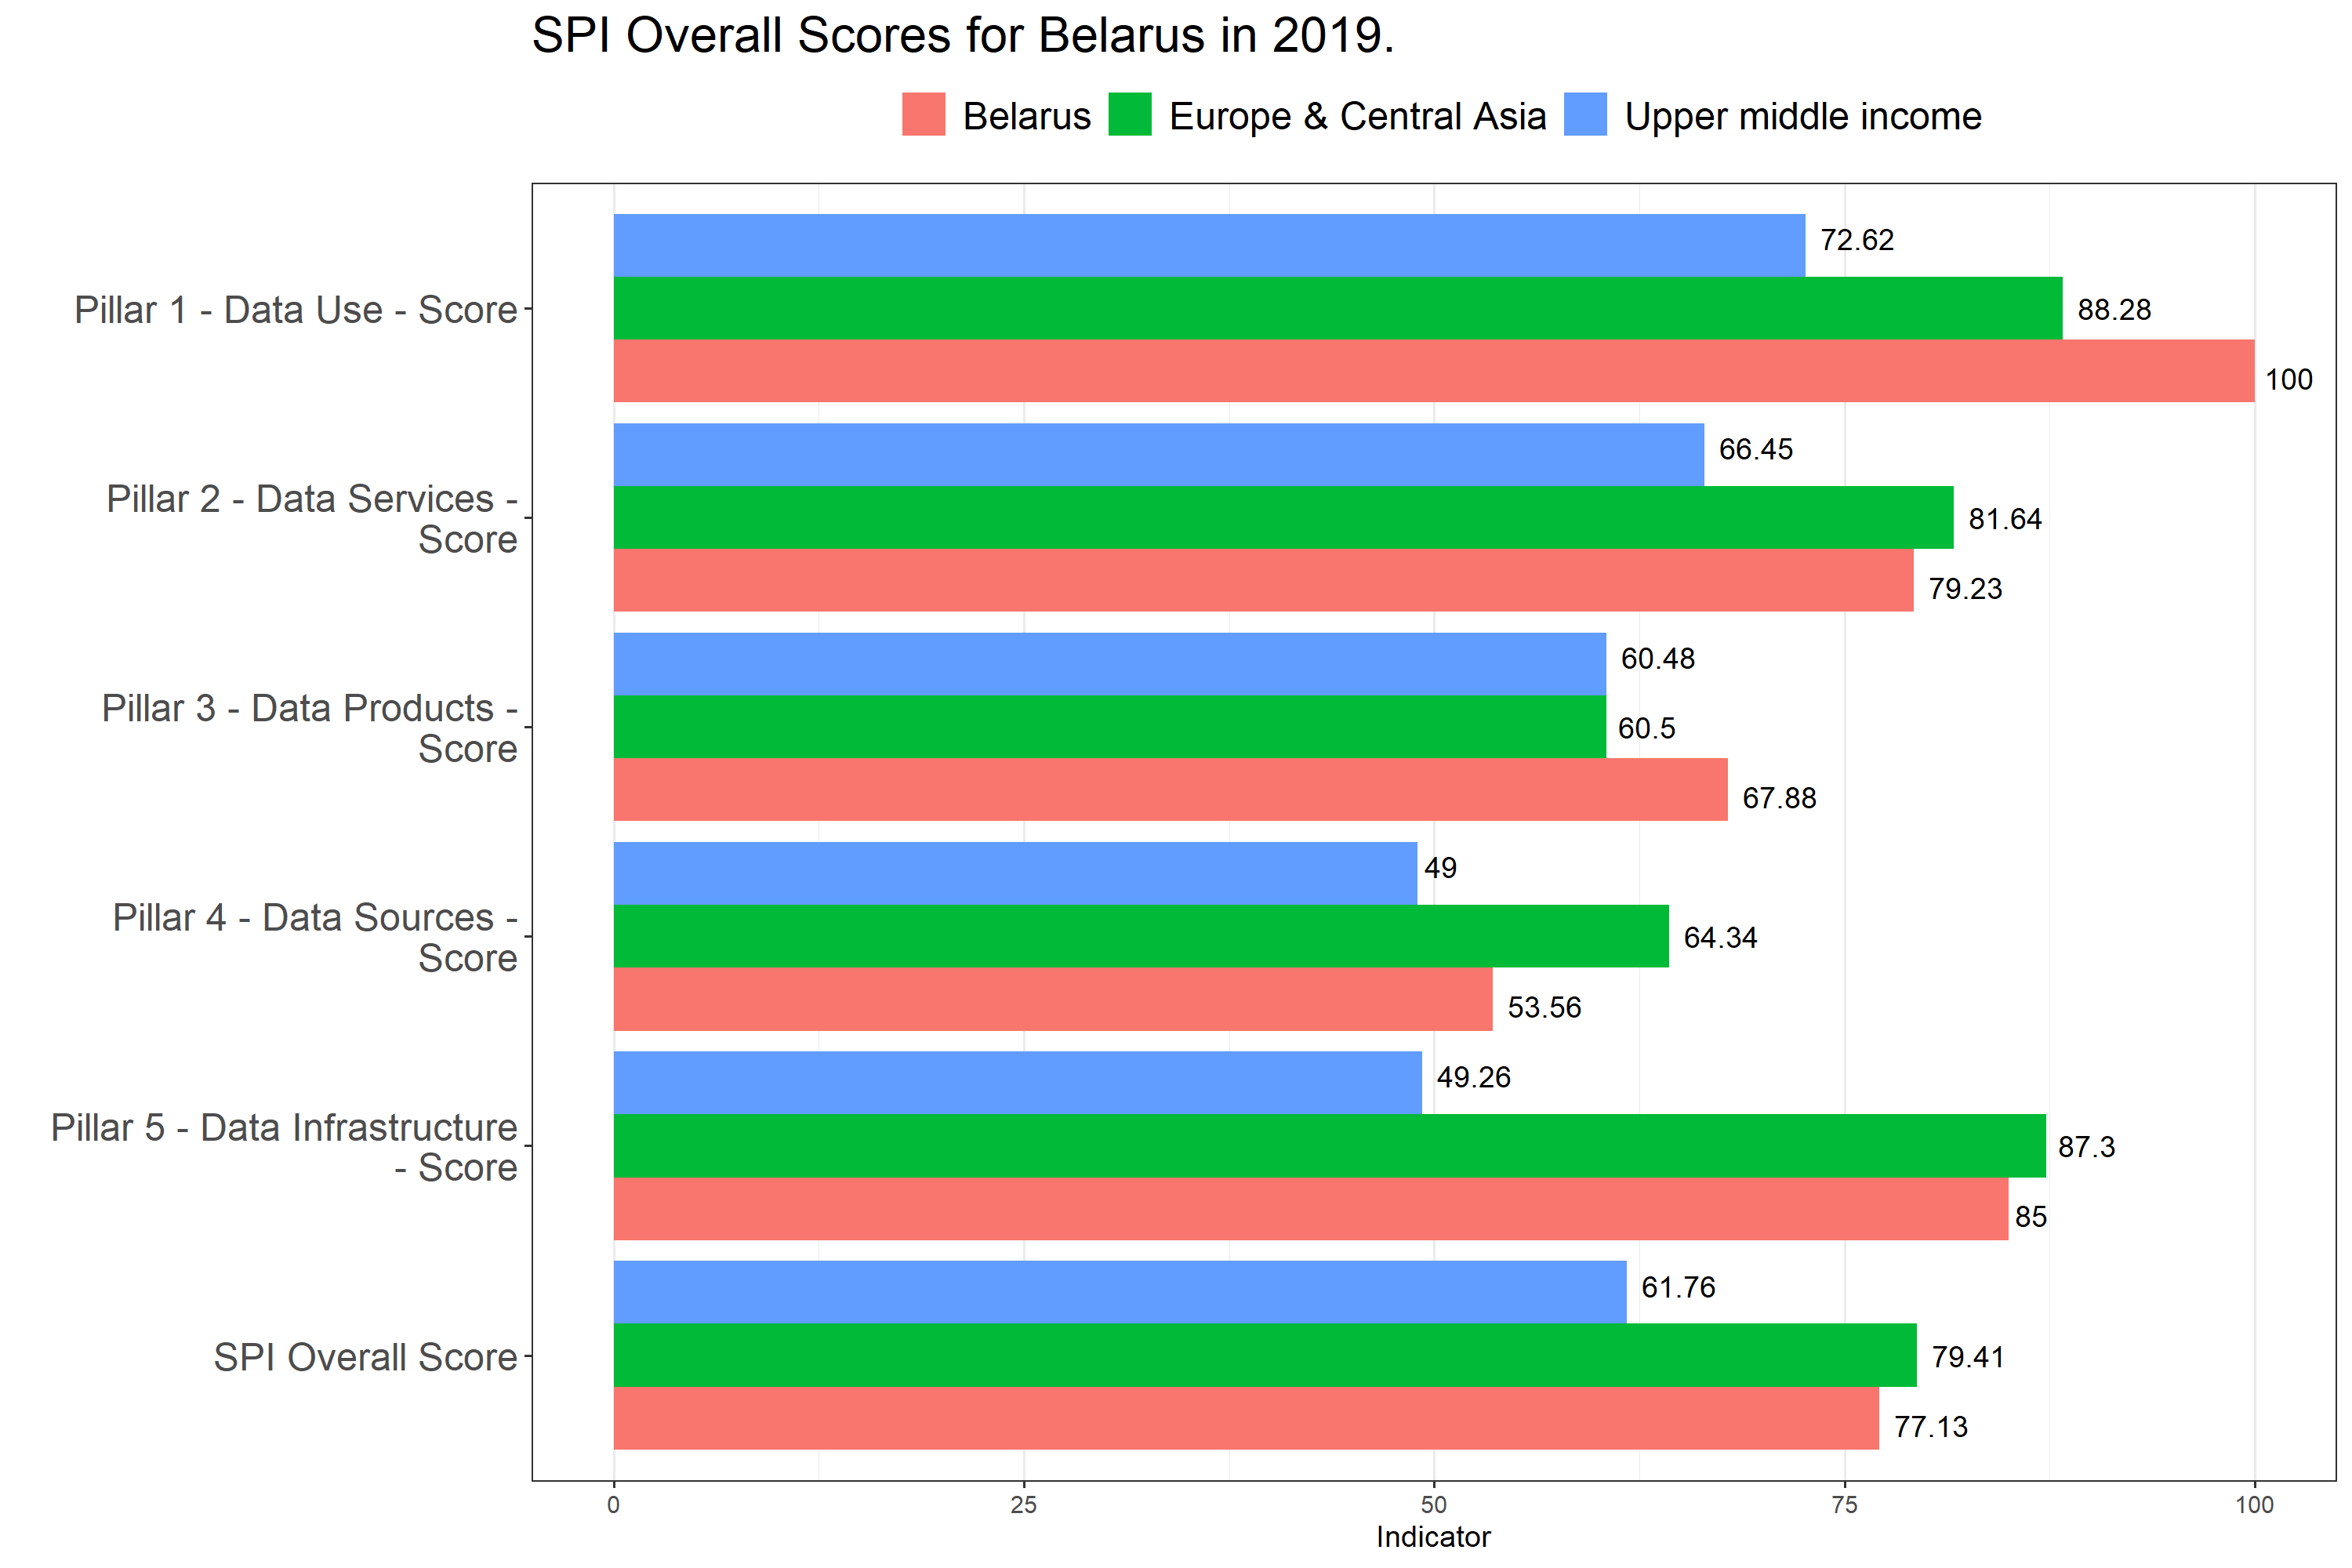 SPI Overall Scores for Belarus in 2019.
Belarus Europe & Central Asia Upper middle income
Pillar 1 - Data Use - Score
72.62
88.28
100
Pillar 2 - Data Services -
Score
66.45
81.64
79.23
Pillar 3 - Data Products -
Score
60.48
60.5
67.88
Pillar 4 - Data Sources -
Score
49
64.34
53.56
Pillar 5 - Data Infrastructure
- Score
49.26
87.3
85
SPI Overall Score
61.76
79.41
77.13
0 25 50 75 100
Indicator